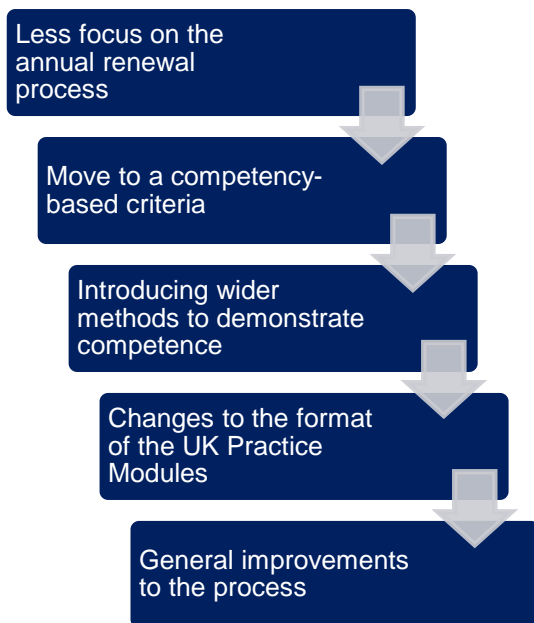 Less focus on the
annual renewal
process
Move to a competency-
based criteria
Introducing wider
methods to demonstrate
competence
Changes to the format
of the UK Practice
Modules
General improvements
to the process